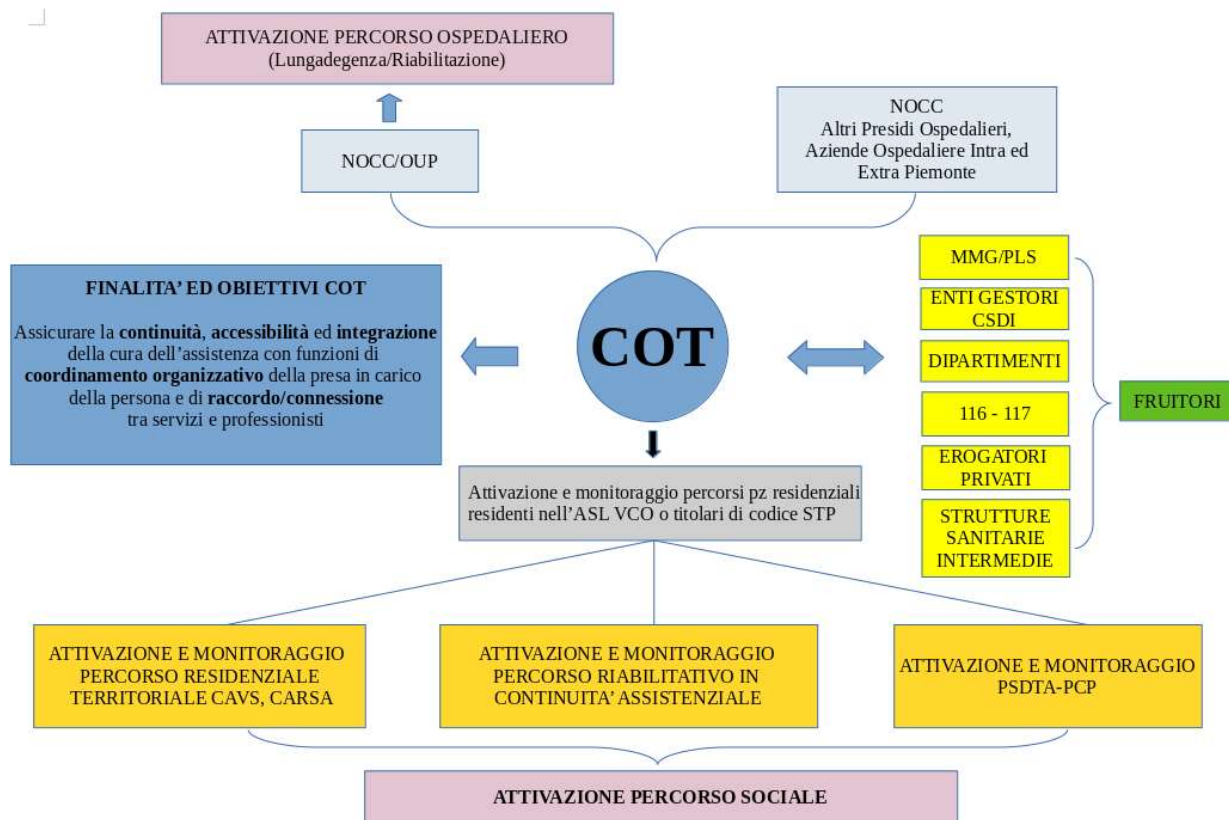 ATTIVAZIONE PERCORSO OSPEDALIERO
(Lungadegenza/Riabilitazione)
NOCC
Altri Presidi Ospedalieri,
Aziende Ospedaliere Intra ed
Extra Piemonte
NOCC/OUP
FINALITA’ ED OBIETTIVI COT
Assicurare la continuità, accessibilità ed integrazione
della cura dell’assistenza con funzioni di
coordinamento organizzativo della presa in carico
della persona e di raccordo/connessione
tra servizi e professionisti
COT
MMG/PLS
ENTI GESTORI
CSDI
DIPARTIMENTI
116 - 117
EROGATORI
PRIVATI
STRUTTURE
SANITARIE
INTERMEDIE
FRUITORI
Attivazione e monitoraggio percorsi pz residenziali
residenti nell’ASL VCO o titolari di codice STP
ATTIVAZIONE E MONITORAGGIO
PERCORSO RESIDENZIALE
TERRITORIALE CAVS, CARSA
ATTIVAZIONE E MONITORAGGIO
PERCORSO RIABILITATIVO IN
CONTINUITA’ ASSISTENZIALE
ATTIVAZIONE E MONITORAGGIO
PSDTA-PCP
ATTIVAZIONE PERCORSO SOCIALE